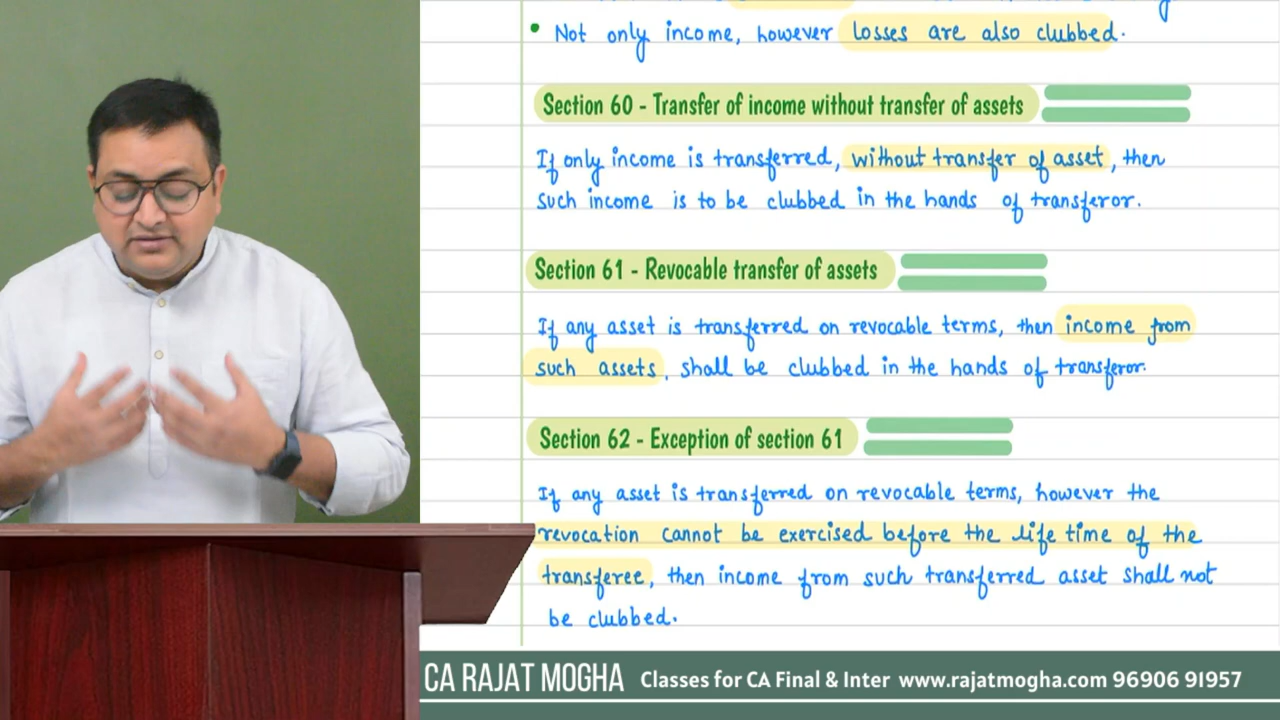 Not only income, however losses are also clubbed.
Section 60 - Transfer of income without transfer of assets
If only income is transferred, without transfer of asset, then
such income is to be clubbed in the hands of transferor.
Section 61 - Revocable transfer of assets
If any asset is transferred on revocable terms, then income from
such assets, shall be clubbed in the hands of transferor.
Section 62 - Exception of section 61
If any asset is transferred on revocable terms, however the
revocation cannot be exercised before the life time of the
transferee, then income from such transferred asset shall not
be clubbed.
CA RAJAT MOGHA Classes for CA Final & Inter www.rajatmogha.com 96906 91957